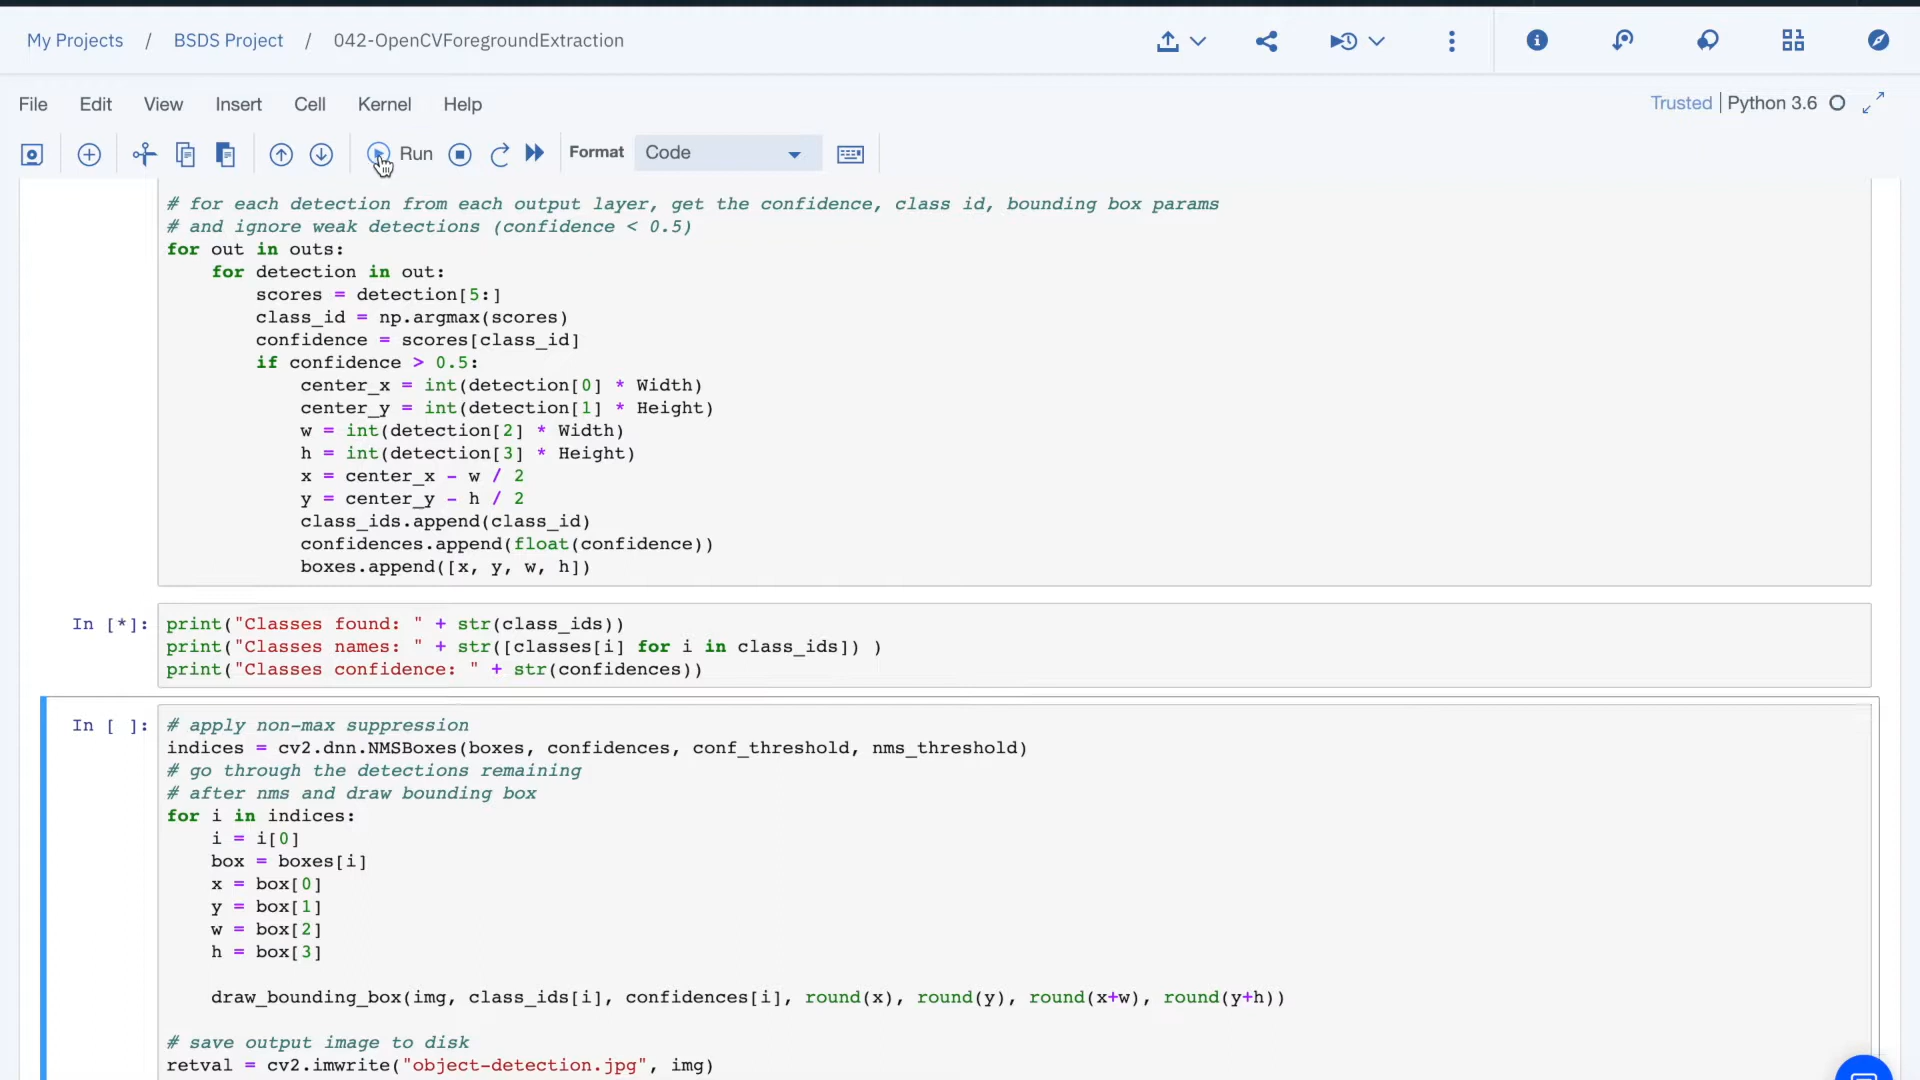 My Projects / BSDS Project / 042-OpenCVForegroundExtraction
File Edit View Insert Cell Kernel Help
Trusted | Python 3.6
Run
Format
Code
# for each detection from each output layer, get the confidence, class id, bounding box params
# and ignore weak detections (confidence < 0.5)
for out in outs:
    for detection in out:
        scores = detection[5:]
        class_id = np.argmax(scores)
        confidence = scores[class_id]
        if confidence > 0.5:
            center_x = int(detection[0] * Width)
            center_y = int(detection[1] * Height)
            w = int(detection[2] * Width)
            h = int(detection[3] * Height)
            x = center_x - w / 2
            y = center_y - h / 2
            class_ids.append(class_id)
            confidences.append(float(confidence))
            boxes.append([x, y, w, h])
In [*]: print("Classes found: " + str(class_ids))
print("Classes names: " + str([classes[i] for i in class_ids]) )
print("Classes confidence: " + str(confidences))
In [ ]: # apply non-max suppression
indices = cv2.dnn.NMSBoxes(boxes, confidences, conf_threshold, nms_threshold)
# go through the detections remaining
# after nms and draw bounding box
for i in indices:
    i = i[0]
    box = boxes[i]
    x = box[0]
    y = box[1]
    w = box[2]
    h = box[3]
    draw_bounding_box(img, class_ids[i], confidences[i], round(x), round(y), round(x+w), round(y+h))
# save output image to disk
retval = cv2.imwrite("object-detection.jpg", img)